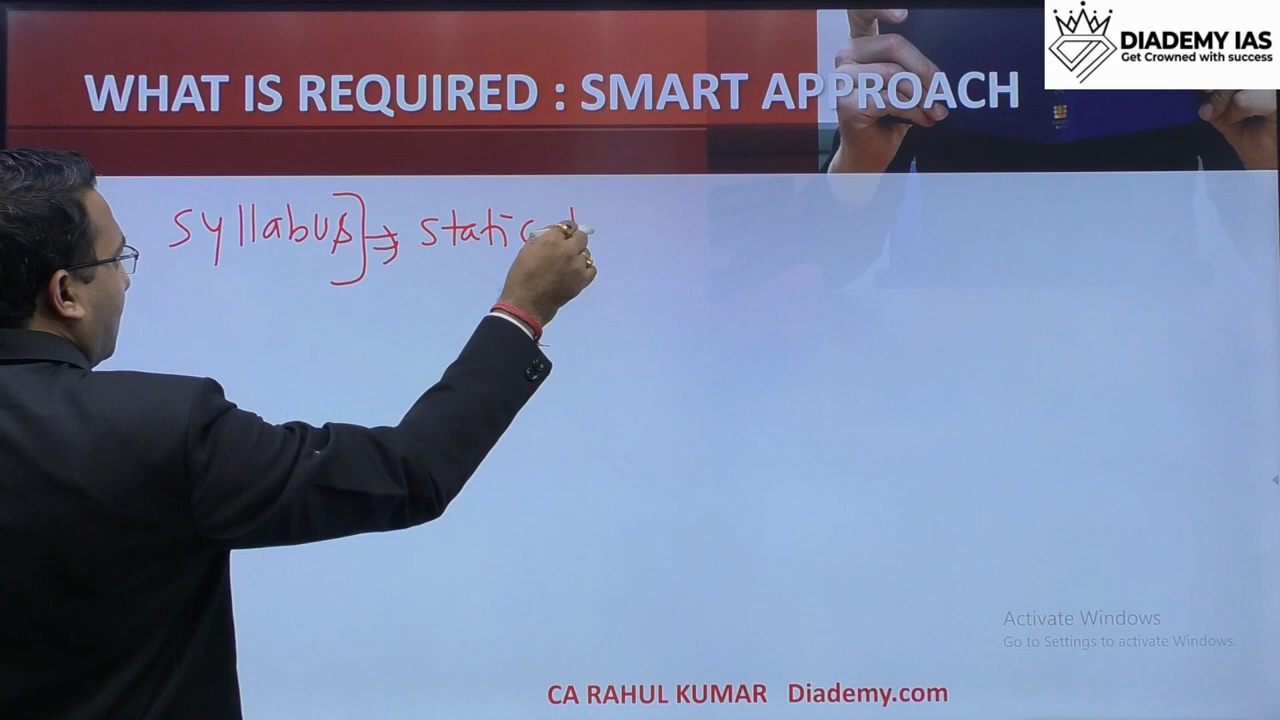 DIADEMY IAS
Get Crowned with success
WHAT IS REQUIRED : SMART APPROACH
syllabus → static
Activate Windows
Go to Settings to activate Windows.
CA RAHUL KUMAR Diademy.com